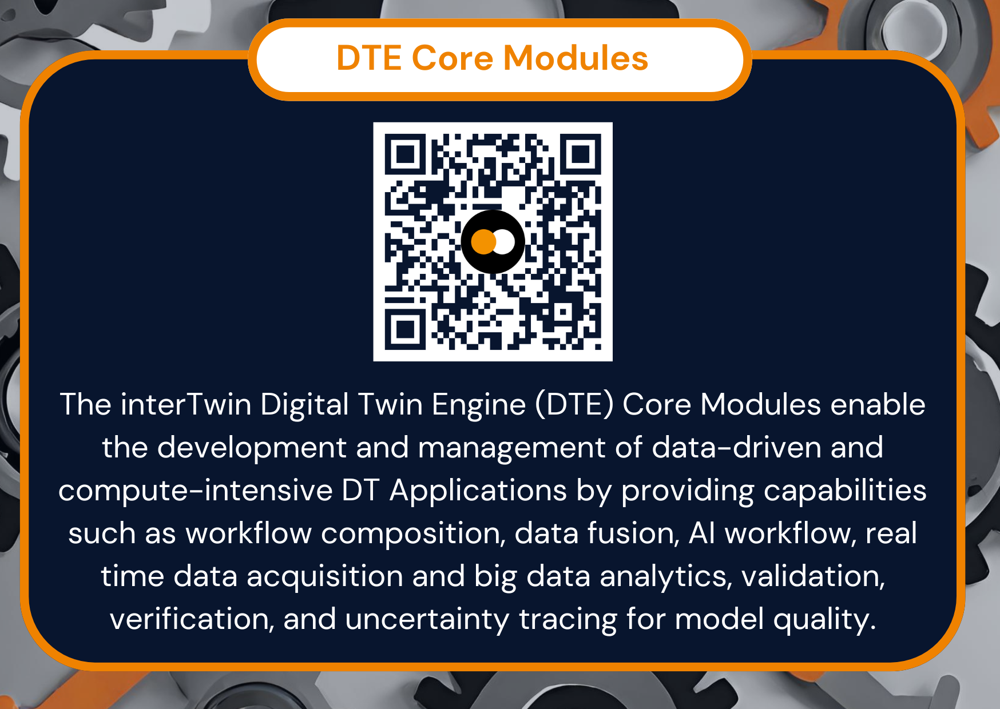 DTE Core Modules
The interTwin Digital Twin Engine (DTE) Core Modules enable
the development and management of data-driven and
compute-intensive DT Applications by providing capabilities
such as workflow composition, data fusion, AI workflow, real
time data acquisition and big data analytics, validation,
verification, and uncertainty tracing for model quality.